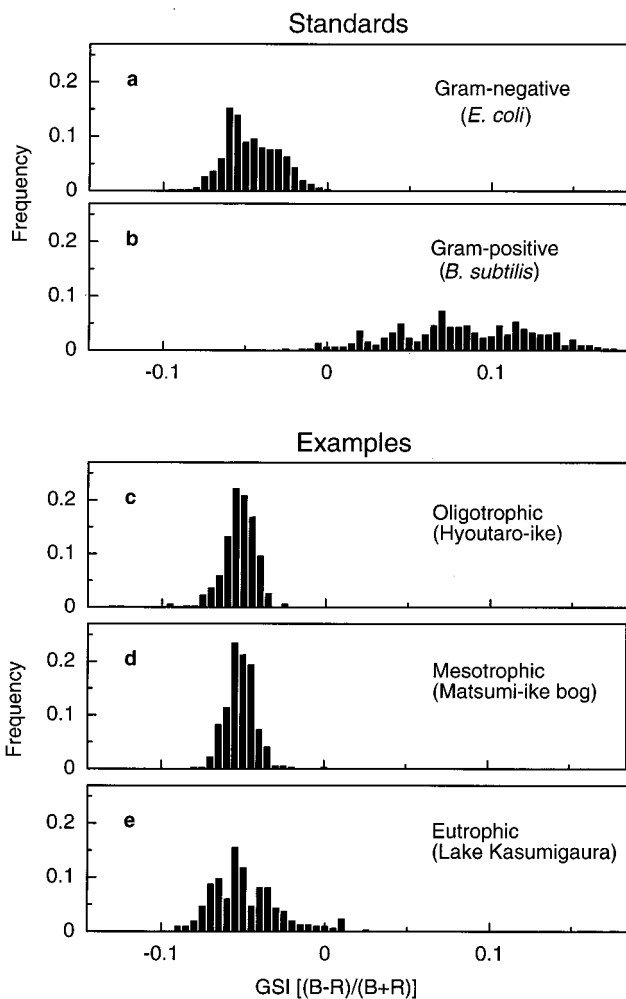 Standards
a
Gram-negative
(E. coli)
0.2
0.1
0
Frequency
b
Gram-positive
(B. subtilis)
0.2
0.1
0
-0.1
0
0.1
Examples
c
Oligotrophic
(Hyoutaro-ike)
0.2
0.1
0
d
Mesotrophic
(Matsumi-ike bog)
0.2
0.1
0
Frequency
e
Eutrophic
(Lake Kasumigaura)
0.2
0.1
0
-0.1
0
0.1
GSI [(B-R)/(B+R)]